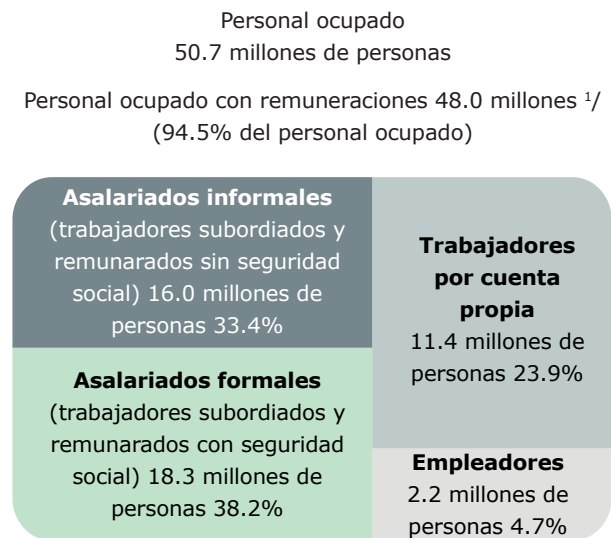 Personal ocupado
50.7 millones de personas
Personal ocupado con remuneraciones 48.0 millones ¹/
(94.5% del personal ocupado)
Asalariados informales
(trabajadores subordiados y
remunarados sin seguridad
social) 16.0 millones de
personas 33.4%
Asalariados formales
(trabajadores subordiados y
remunarados con seguridad
social) 18.3 millones de
personas 38.2%
Trabajadores
por cuenta
propia
11.4 millones de
personas 23.9%
Empleadores
2.2 millones de
personas 4.7%